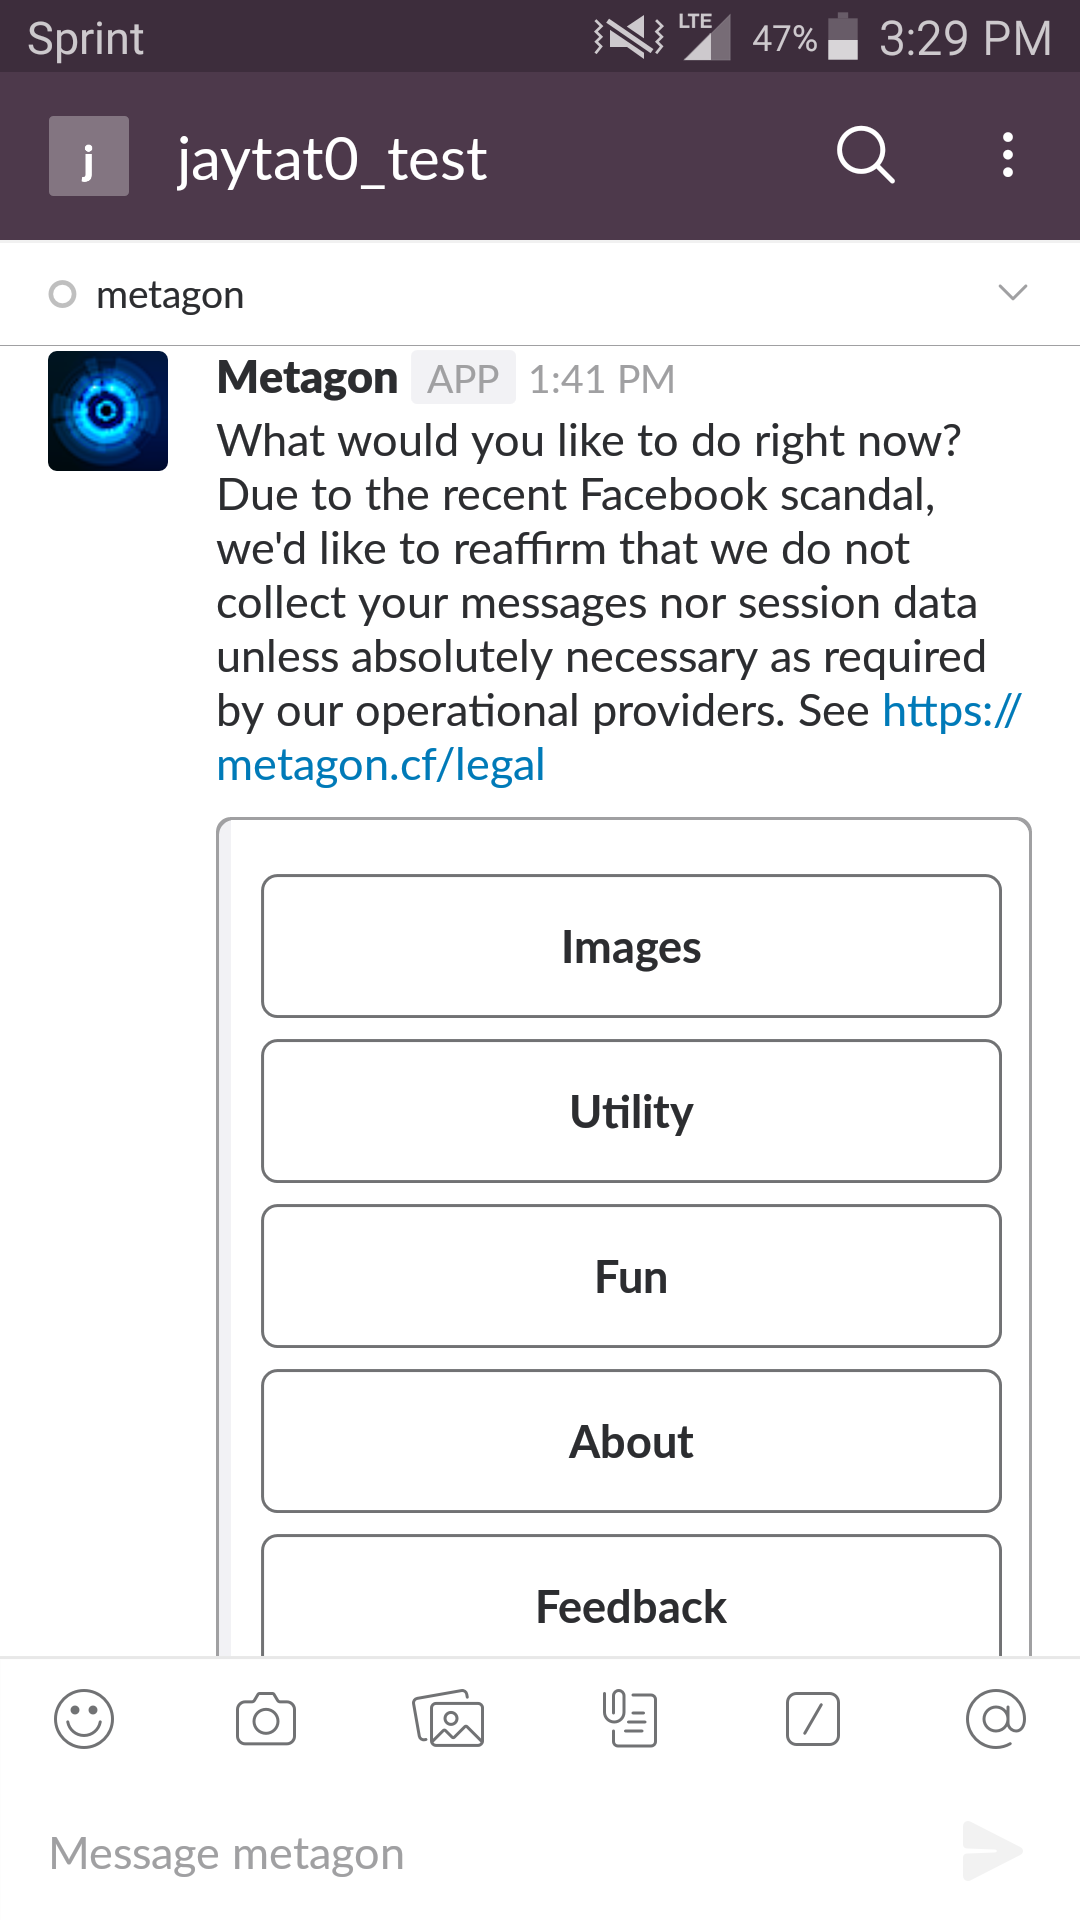 Sprint LTE 47% 3:29 PM
j jaytat0_test
metagon
Metagon APP 1:41 PM
What would you like to do right now?
Due to the recent Facebook scandal,
we'd like to reaffirm that we do not
collect your messages nor session data
unless absolutely necessary as required
by our operational providers. See https://
metagon.cf/legal
Images
Utility
Fun
About
Feedback
Message metagon